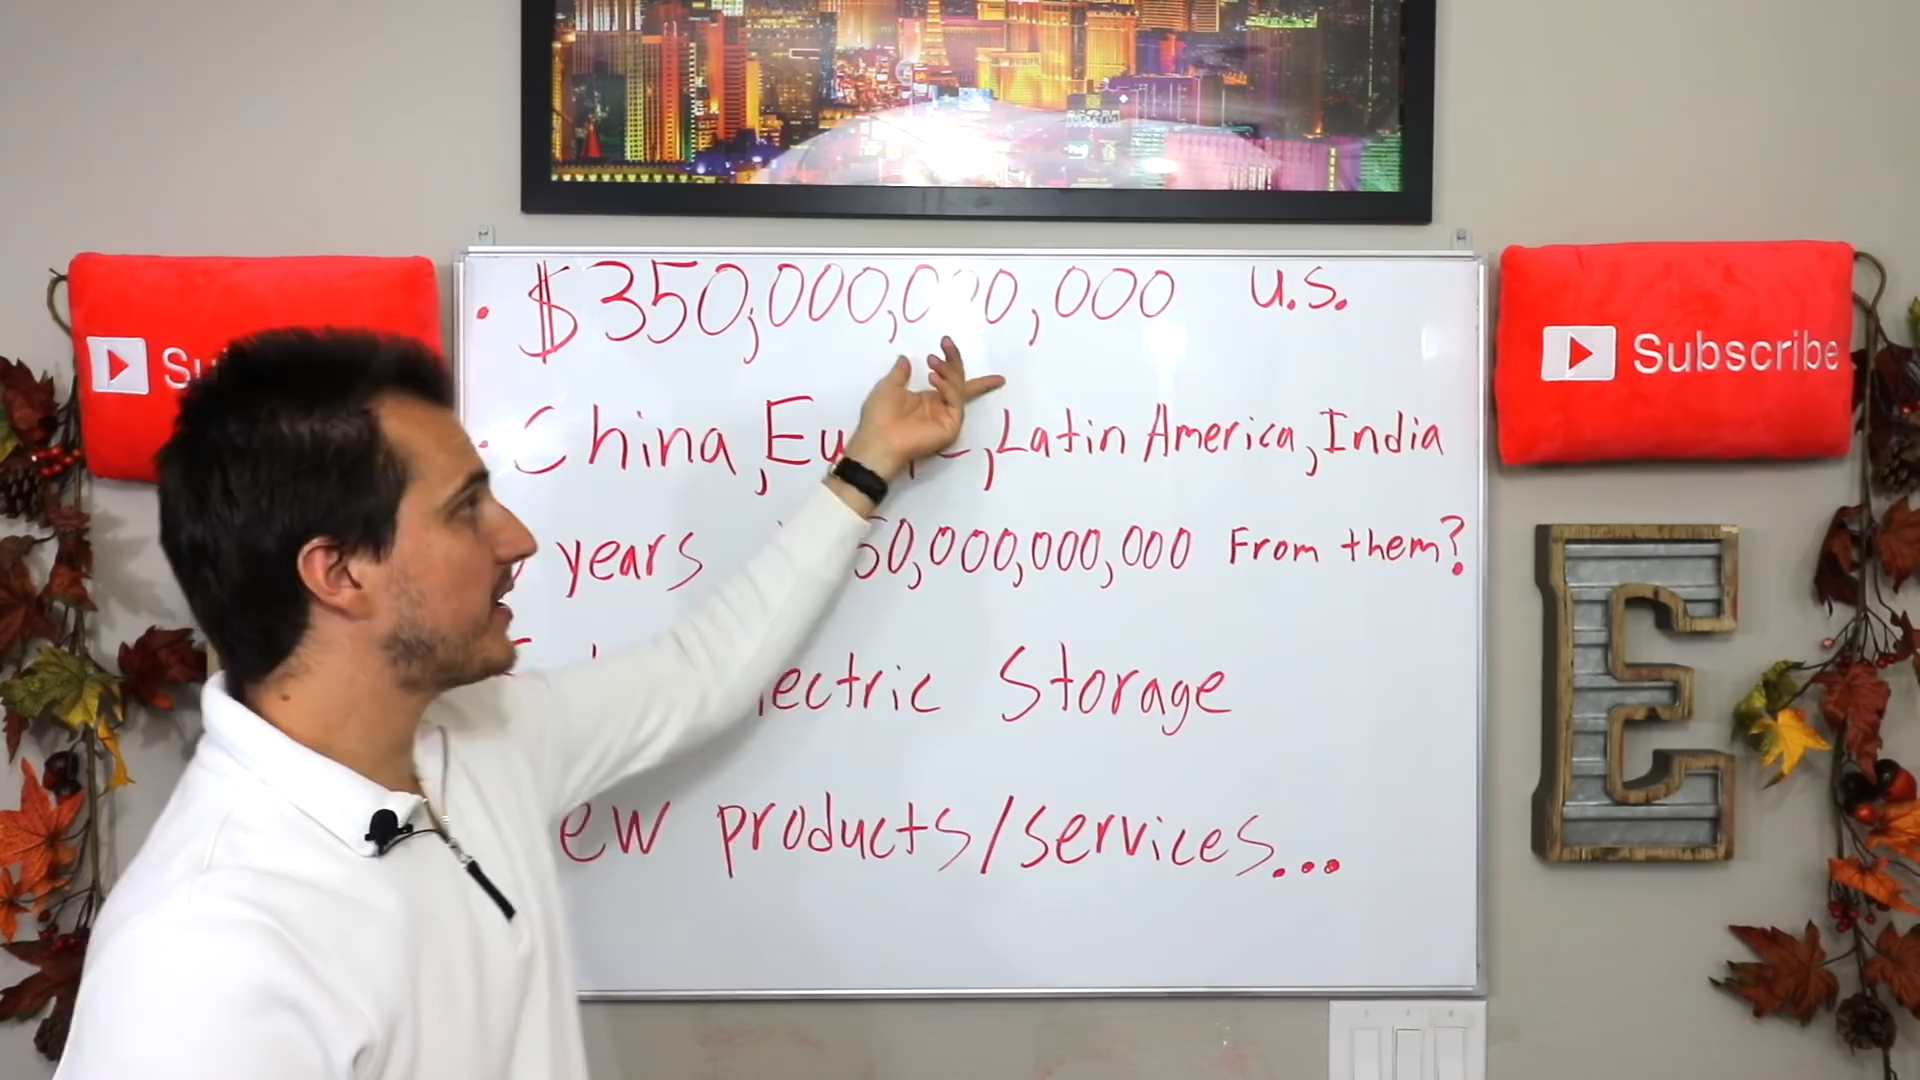 • $350,000,000,000 U.S.
Subscribe
• China, Europe, Latin America, India
years 50,000,000,000 From them?
ectric Storage
ew products/services...